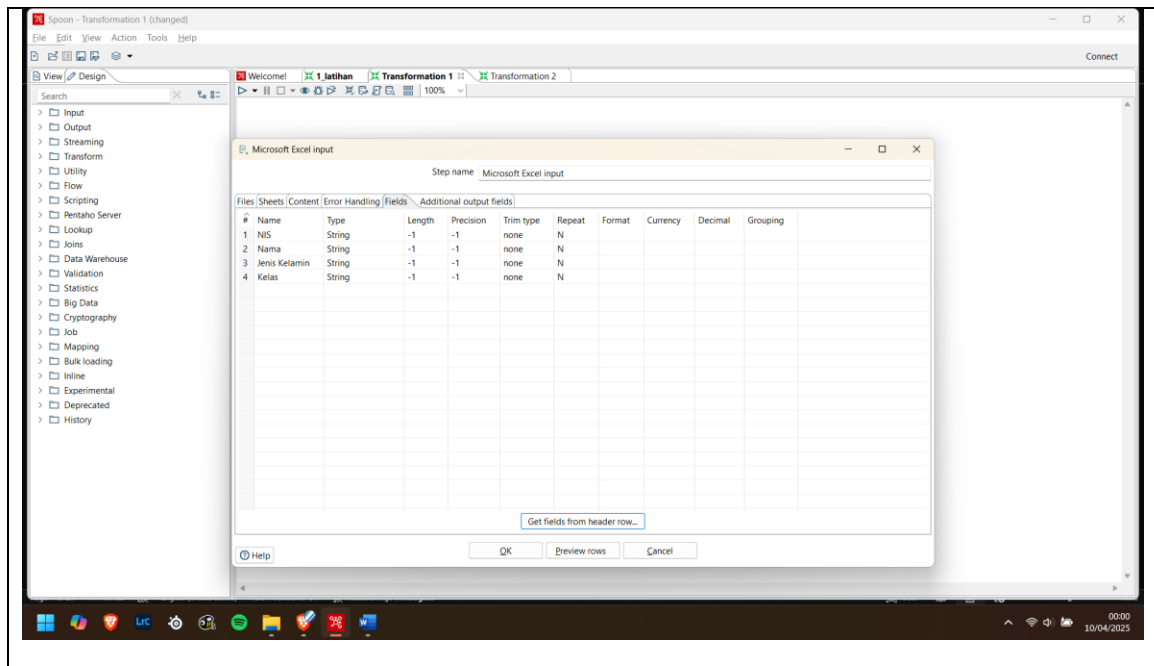 Spoon - Transformation 1 (changed)
File Edit View Action Tools Help
Connect
View Design
Welcome! 1_latihan Transformation 1 Transformation 2
Search
100%
Input
Output
Streaming
Transform
Utility
Flow
Scripting
Pentaho Server
Lookup
Joins
Data Warehouse
Validation
Statistics
Big Data
Cryptography
Job
Mapping
Bulk loading
Inline
Experimental
Deprecated
History
Microsoft Excel input
Step name Microsoft Excel input
Files Sheets Content Error Handling Fields Additional output fields
# Name Type Length Precision Trim type Repeat Format Currency Decimal Grouping
1 NIS String -1 -1 none N
2 Nama String -1 -1 none N
3 Jenis Kelamin String -1 -1 none N
4 Kelas String -1 -1 none N
Get fields from header row...
Help OK Preview rows Cancel
LrC
00:00
10/04/2025